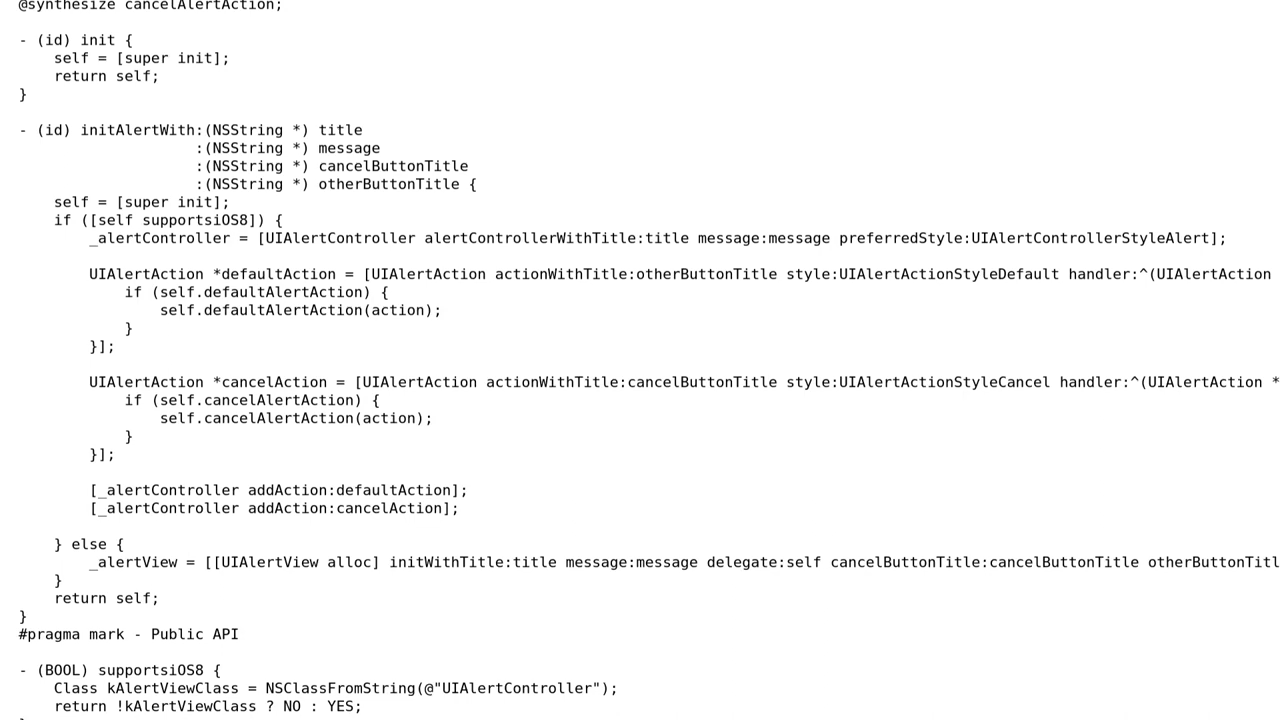 @synthesize cancelAlertAction;
- (id) init {
self = [super init];
return self;
}
- (id) initAlertWith:(NSString *) title
:(NSString *) message
:(NSString *) cancelButtonTitle
:(NSString *) otherButtonTitle {
self = [super init];
if ([self supportsiOS8]) {
_alertController = [UIAlertController alertControllerWithTitle:title message:message preferredStyle:UIAlertControllerStyleAlert];
UIAlertAction *defaultAction = [UIAlertAction actionWithTitle:otherButtonTitle style:UIAlertActionStyleDefault handler:^(UIAlertAction
if (self.defaultAlertAction) {
self.defaultAlertAction(action);
}
}];
UIAlertAction *cancelAction = [UIAlertAction actionWithTitle:cancelButtonTitle style:UIAlertActionStyleCancel handler:^(UIAlertAction *
if (self.cancelAlertAction) {
self.cancelAlertAction(action);
}
}];
[_alertController addAction:defaultAction];
[_alertController addAction:cancelAction];
} else {
_alertView = [[UIAlertView alloc] initWithTitle:title message:message delegate:self cancelButtonTitle:cancelButtonTitle otherButtonTitl
}
return self;
}
#pragma mark - Public API
- (BOOL) supportsiOS8 {
Class kAlertViewClass = NSClassFromString(@"UIAlertController");
return !kAlertViewClass ? NO : YES;